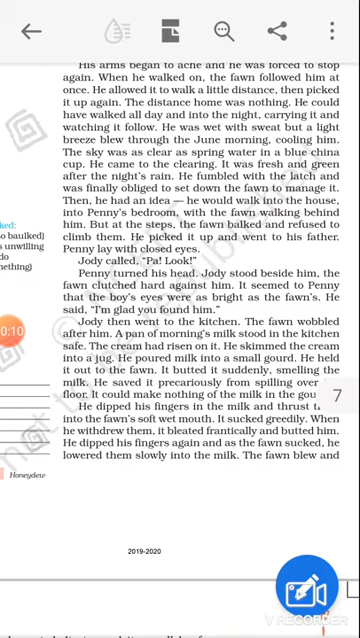 His arms began to ache and he was forced to stop
again. When he walked on, the fawn followed him at
once. He allowed it to walk a little distance, then picked
it up again. The distance home was nothing. He could
have walked all day and into the night, carrying it and
watching it follow. He was wet with sweat but a light
breeze blew through the June morning, cooling him.
The sky was as clear as spring water in a blue china
cup. He came to the clearing. It was fresh and green
after the night's rain. He fumbled with the latch and
was finally obliged to set down the fawn to manage it.
Then, he had an idea — he would walk into the house,
into Penny's bedroom, with the fawn walking behind
him. But at the steps, the fawn balked and refused to
climb them. He picked it up and went to his father.
Penny lay with closed eyes.
Jody called, "Pa! Look!"
Penny turned his head. Jody stood beside him, the
fawn clutched hard against him. It seemed to Penny
that the boy's eyes were as bright as the fawn's. He
said, "I'm glad you found him."
Jody then went to the kitchen. The fawn wobbled
after him. A pan of morning's milk stood in the kitchen
safe. The cream had risen on it. He skimmed the cream
into a jug. He poured milk into a small gourd. He held
it out to the fawn. It butted it suddenly, smelling the
milk. He saved it precariously from spilling over
floor. It could make nothing of the milk in the
He dipped his fingers in the milk and thrust
into the fawn's soft wet mouth. It sucked greedily. When
he withdrew them, it bleated frantically and butted him.
He dipped his fingers again and as the fawn sucked, he
lowered them slowly into the milk. The fawn blew and
ked:
o baulked)
s unwilling
do
nething)
0:10
7
Honeydew
2019-2020
V RECORDER